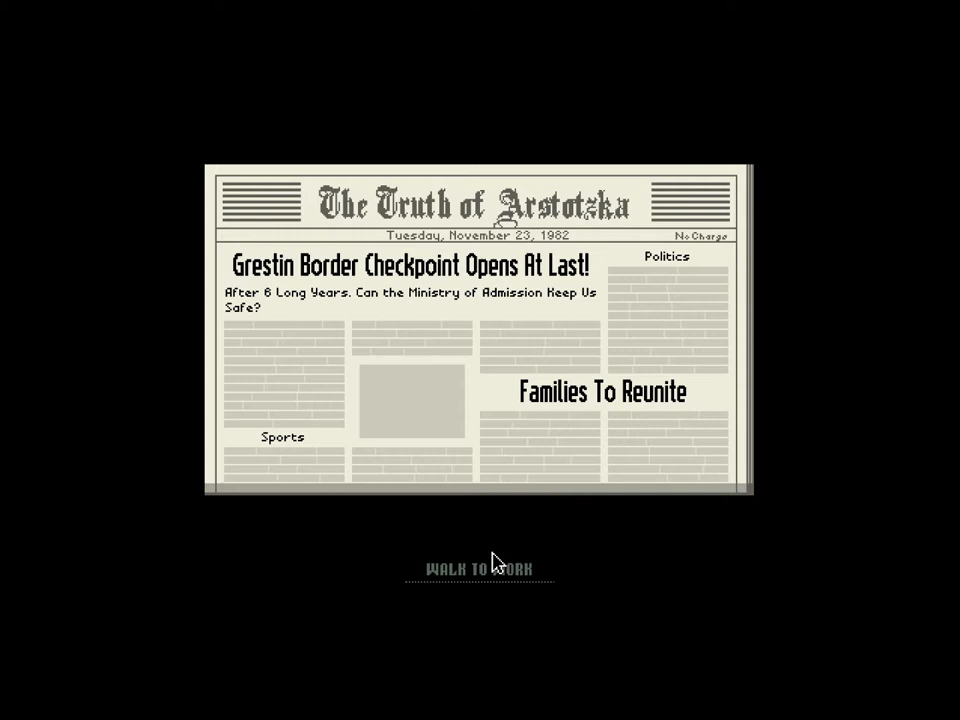 The Truth of Arstotzka
Tuesday, November 23, 1982
No Charge
Grestin Border Checkpoint Opens At Last!
After 6 Long Years. Can the Ministry of Admission Keep Us
Safe?
Politics
Families To Reunite
Sports
WALK TO WORK